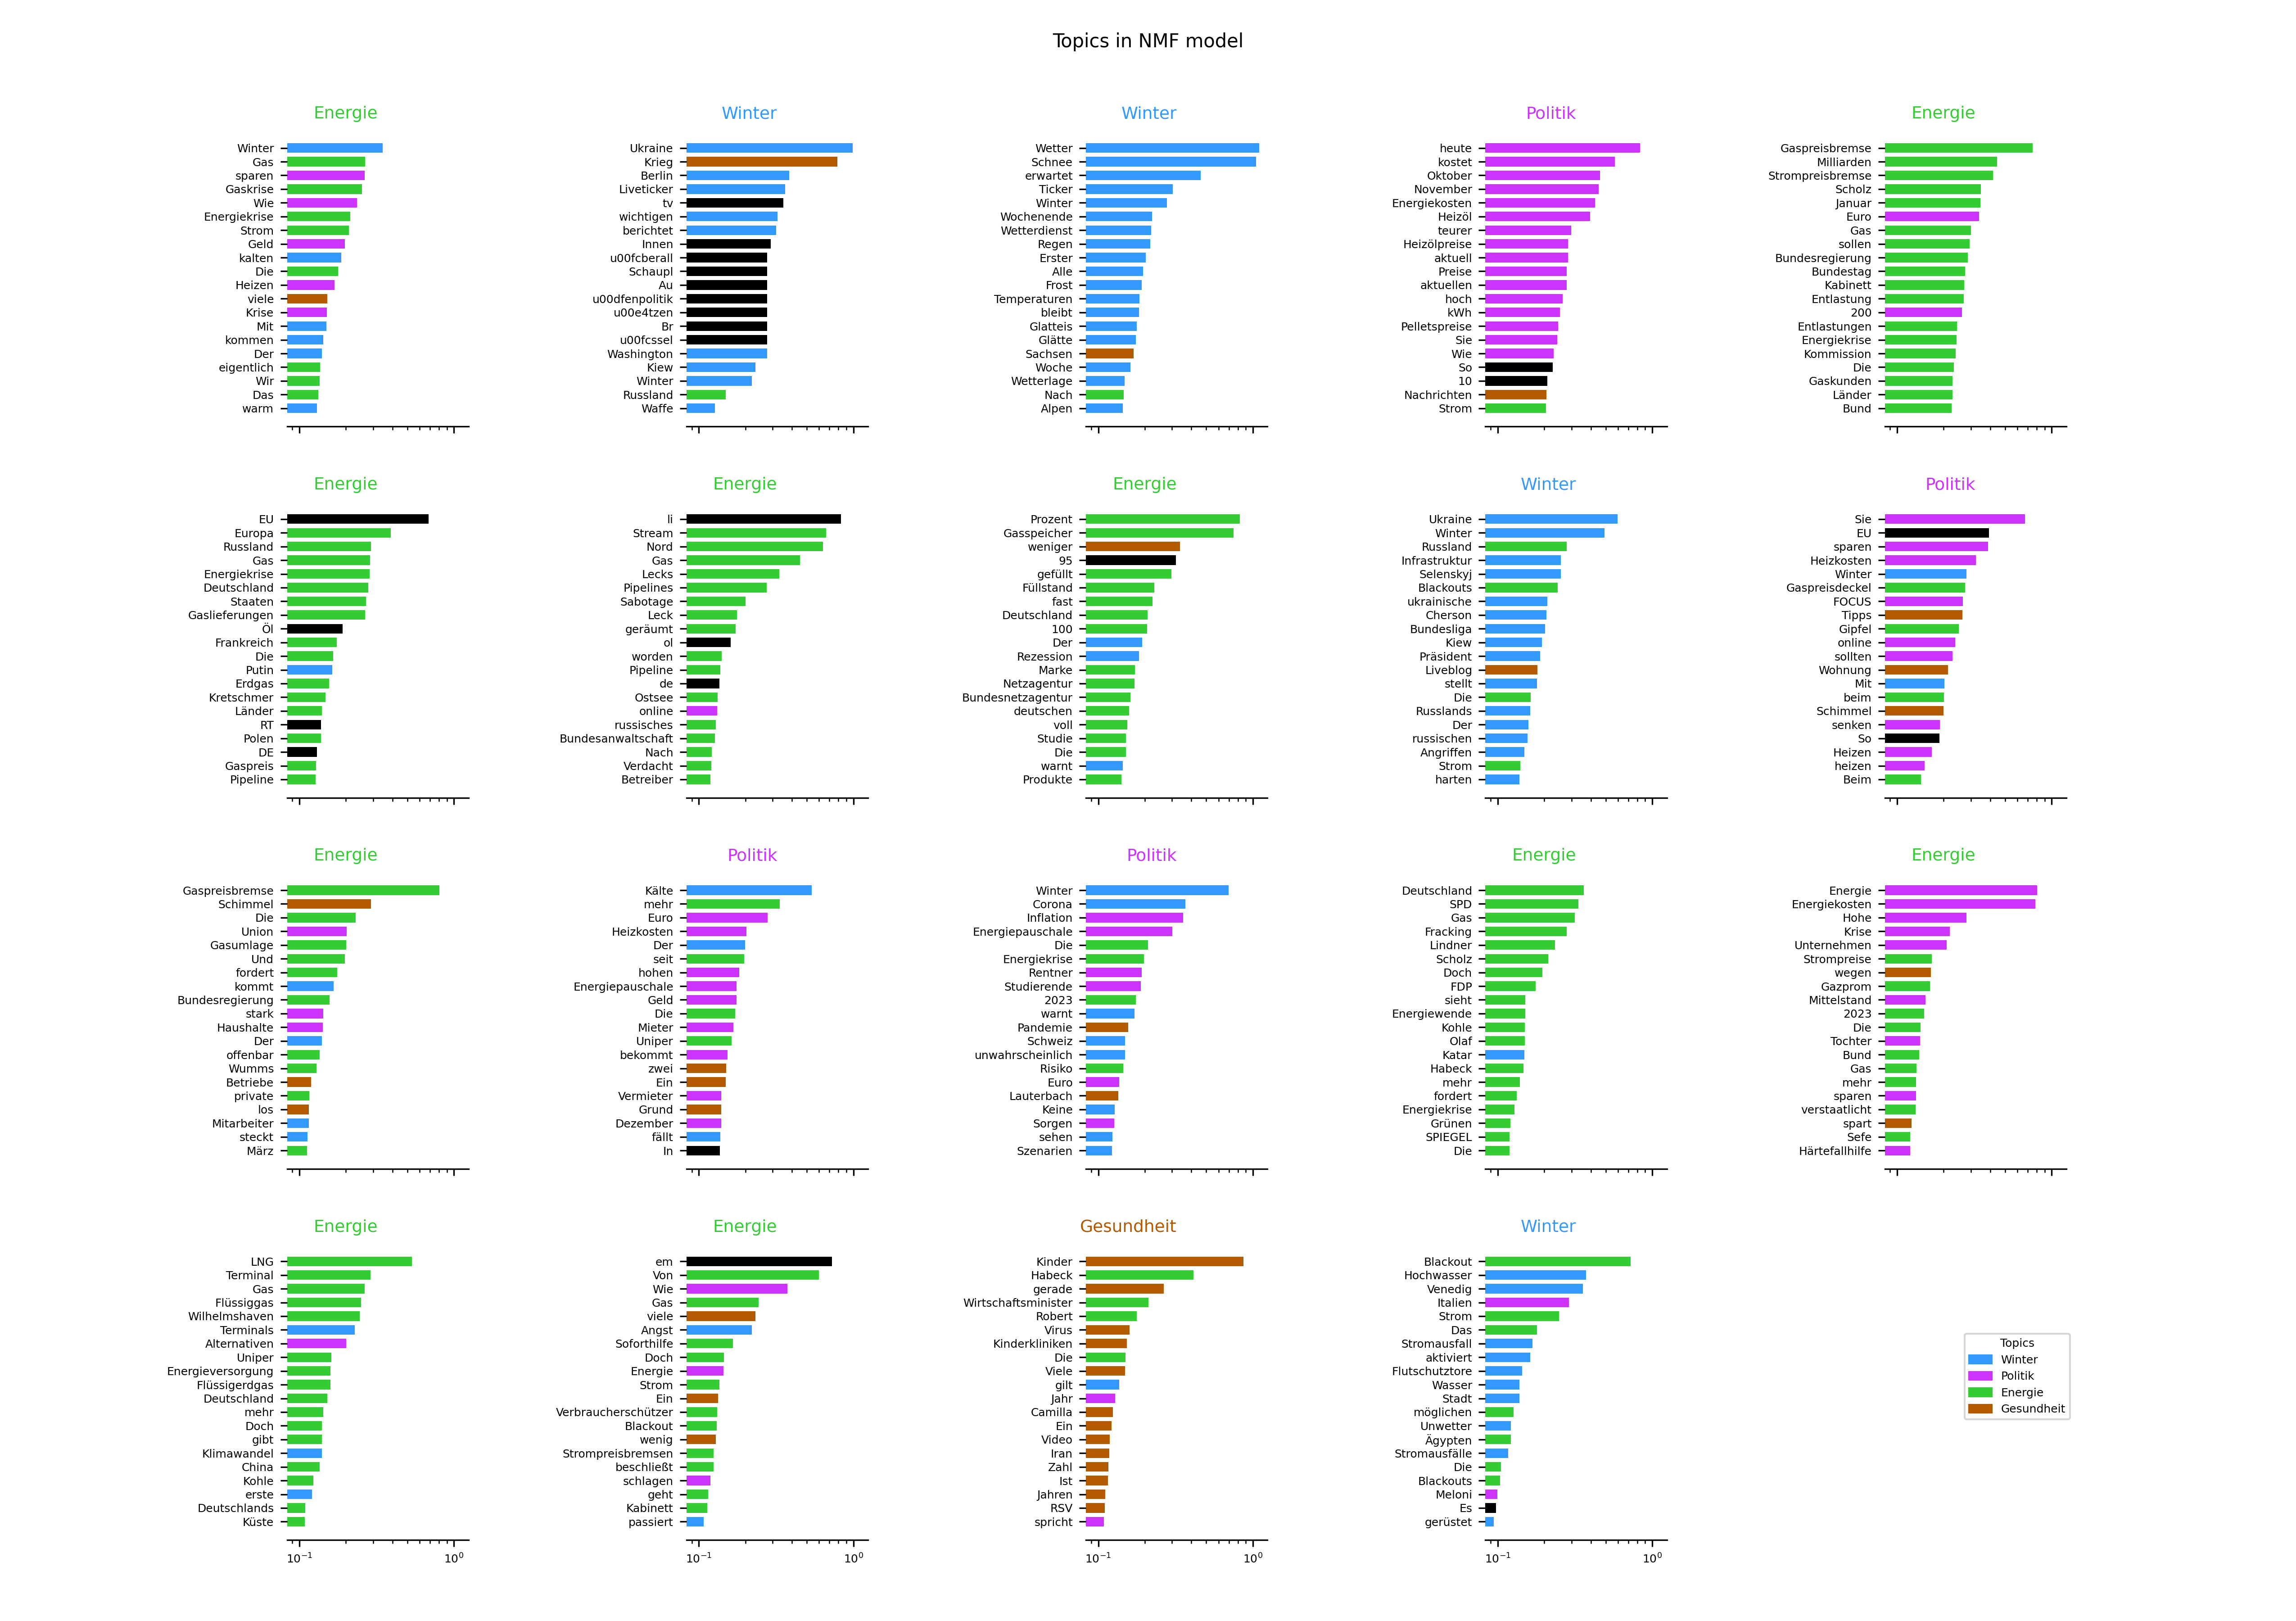 Topics in NMF model
Energie
Winter
Gas
sparen
Gaskrise
Wie
Energiekrise
Strom
Geld
kalten
Die
Heizen
viele
Krise
Mit
kommen
Der
eigentlich
Wir
Das
warm
Winter
Ukraine
Krieg
Berlin
Liveticker
tv
wichtigen
berichtet
Innen
u00fcberall
Schaupl
Au
u00dfenpolitik
u00e4tzen
Br
u00fcssel
Washington
Kiew
Winter
Russland
Waffe
Winter
Wetter
Schnee
erwartet
Ticker
Winter
Wochenende
Wetterdienst
Regen
Erster
Alle
Frost
Temperaturen
bleibt
Glatteis
Glätte
Sachsen
Woche
Wetterlage
Nach
Alpen
Politik
heute
kostet
Oktober
November
Energiekosten
Heizöl
teurer
Heizölpreise
aktuell
Preise
aktuellen
hoch
kWh
Pelletspreise
Sie
Wie
So
10
Nachrichten
Strom
Energie
Gaspreisbremse
Milliarden
Strompreisbremse
Scholz
Januar
Euro
Gas
sollen
Bundesregierung
Bundestag
Kabinett
Entlastung
200
Entlastungen
Energiekrise
Kommission
Die
Gaskunden
Länder
Bund
Energie
EU
Europa
Russland
Gas
Energiekrise
Deutschland
Staaten
Gaslieferungen
Öl
Frankreich
Die
Putin
Erdgas
Kretschmer
Länder
RT
Polen
DE
Gaspreis
Pipeline
Energie
li
Stream
Nord
Gas
Lecks
Pipelines
Sabotage
Leck
geräumt
ol
worden
Pipeline
de
Ostsee
online
russisches
Bundesanwaltschaft
Nach
Verdacht
Betreiber
Energie
Prozent
Gasspeicher
weniger
95
gefüllt
Füllstand
fast
Deutschland
100
Der
Rezession
Marke
Netzagentur
Bundesnetzagentur
deutschen
voll
Studie
Die
warnt
Produkte
Winter
Ukraine
Winter
Russland
Infrastruktur
Selenskyj
Blackouts
ukrainische
Cherson
Bundesliga
Kiew
Präsident
Liveblog
stellt
Die
Russlands
Der
russischen
Angriffen
Strom
harten
Politik
Sie
EU
sparen
Heizkosten
Winter
Gaspreisdeckel
FOCUS
Tipps
Gipfel
online
sollten
Wohnung
Mit
beim
Schimmel
senken
So
Heizen
heizen
Beim
Energie
Gaspreisbremse
Schimmel
Die
Union
Gasumlage
Und
fordert
kommt
Bundesregierung
stark
Haushalte
Der
offenbar
Wumms
Betriebe
private
los
Mitarbeiter
steckt
März
Politik
Kälte
mehr
Euro
Heizkosten
Der
seit
hohen
Energiepauschale
Geld
Die
Mieter
Uniper
bekommt
zwei
Ein
Vermieter
Grund
Dezember
fällt
In
Politik
Winter
Corona
Inflation
Energiepauschale
Die
Energiekrise
Rentner
Studierende
2023
warnt
Pandemie
Schweiz
unwahrscheinlich
Risiko
Euro
Lauterbach
Keine
Sorgen
sehen
Szenarien
Energie
Deutschland
SPD
Gas
Fracking
Lindner
Scholz
Doch
FDP
sieht
Energiewende
Kohle
Olaf
Katar
Habeck
mehr
fordert
Energiekrise
Grünen
SPIEGEL
Die
Energie
Energie
Energiekosten
Hohe
Krise
Unternehmen
Strompreise
wegen
Gazprom
Mittelstand
2023
Die
Tochter
Bund
Gas
mehr
sparen
verstaatlicht
spart
Sefe
Härtefallhilfe
Energie
LNG
Terminal
Gas
Flüssiggas
Wilhelmshaven
Terminals
Alternativen
Uniper
Energieversorgung
Flüssigerdgas
Deutschland
mehr
Doch
gibt
Klimawandel
China
Kohle
erste
Deutschlands
Küste
10⁻¹ 10⁰
Energie
em
Von
Wie
Gas
viele
Angst
Soforthilfe
Doch
Energie
Strom
Ein
Verbraucherschützer
Blackout
wenig
Strompreisbremsen
beschließt
schlagen
geht
Kabinett
passiert
10⁻¹ 10⁰
Gesundheit
Kinder
Habeck
gerade
Wirtschaftsminister
Robert
Virus
Kinderkliniken
Die
Viele
gilt
Jahr
Camilla
Ein
Video
Iran
Zahl
Ist
Jahren
RSV
spricht
10⁻¹ 10⁰
Winter
Blackout
Hochwasser
Venedig
Italien
Strom
Das
Stromausfall
aktiviert
Flutschutztore
Wasser
Stadt
möglichen
Unwetter
Ägypten
Stromausfälle
Die
Blackouts
Meloni
Es
gerüstet
10⁻¹ 10⁰
Topics
Winter
Politik
Energie
Gesundheit